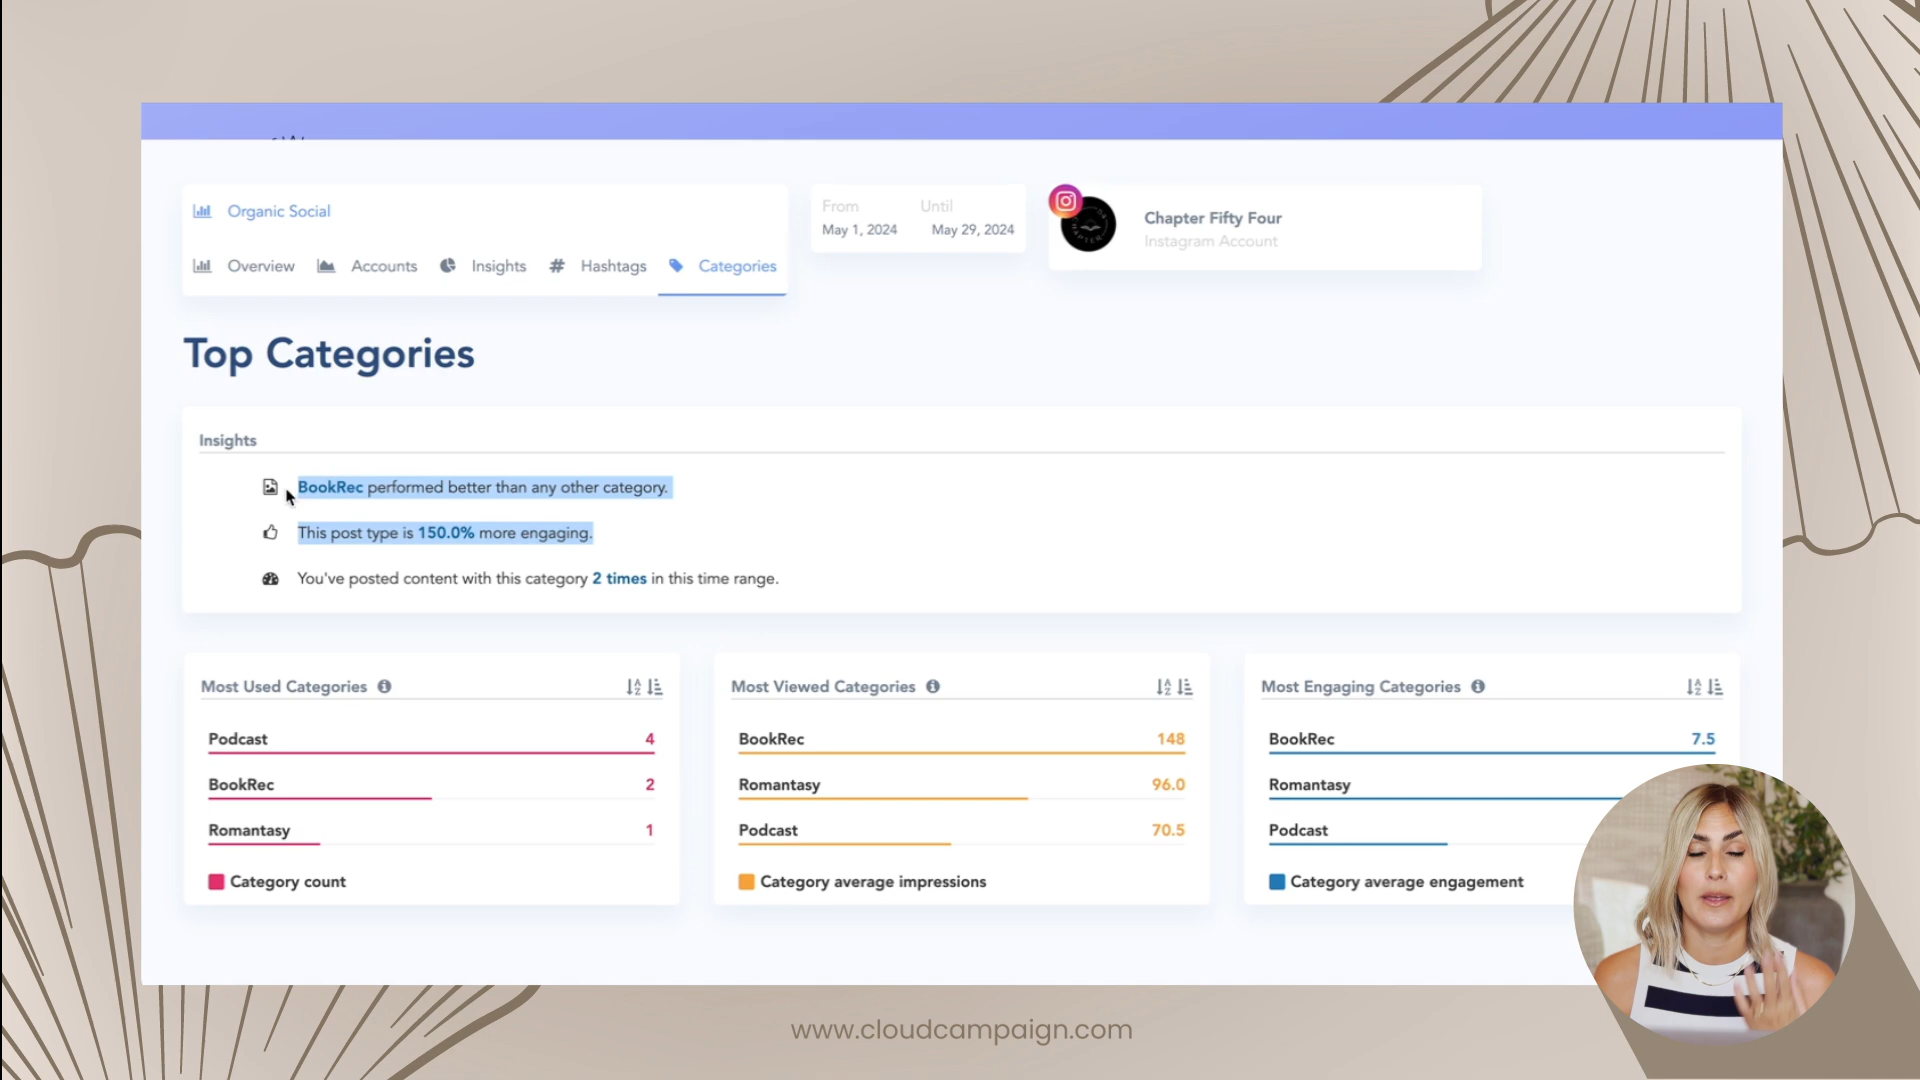 Organic Social
Overview Accounts Insights # Hashtags Categories
From Until
May 1, 2024 May 29, 2024
Chapter Fifty Four
Instagram Account
Top Categories
Insights
BookRec performed better than any other category.
This post type is 150.0% more engaging.
You've posted content with this category 2 times in this time range.
Most Used Categories
Podcast 4
BookRec 2
Romantasy 1
Category count
Most Viewed Categories
BookRec 148
Romantasy 96.0
Podcast 70.5
Category average impressions
Most Engaging Categories
BookRec 7.5
Romantasy
Podcast
Category average engagement
www.cloudcampaign.com